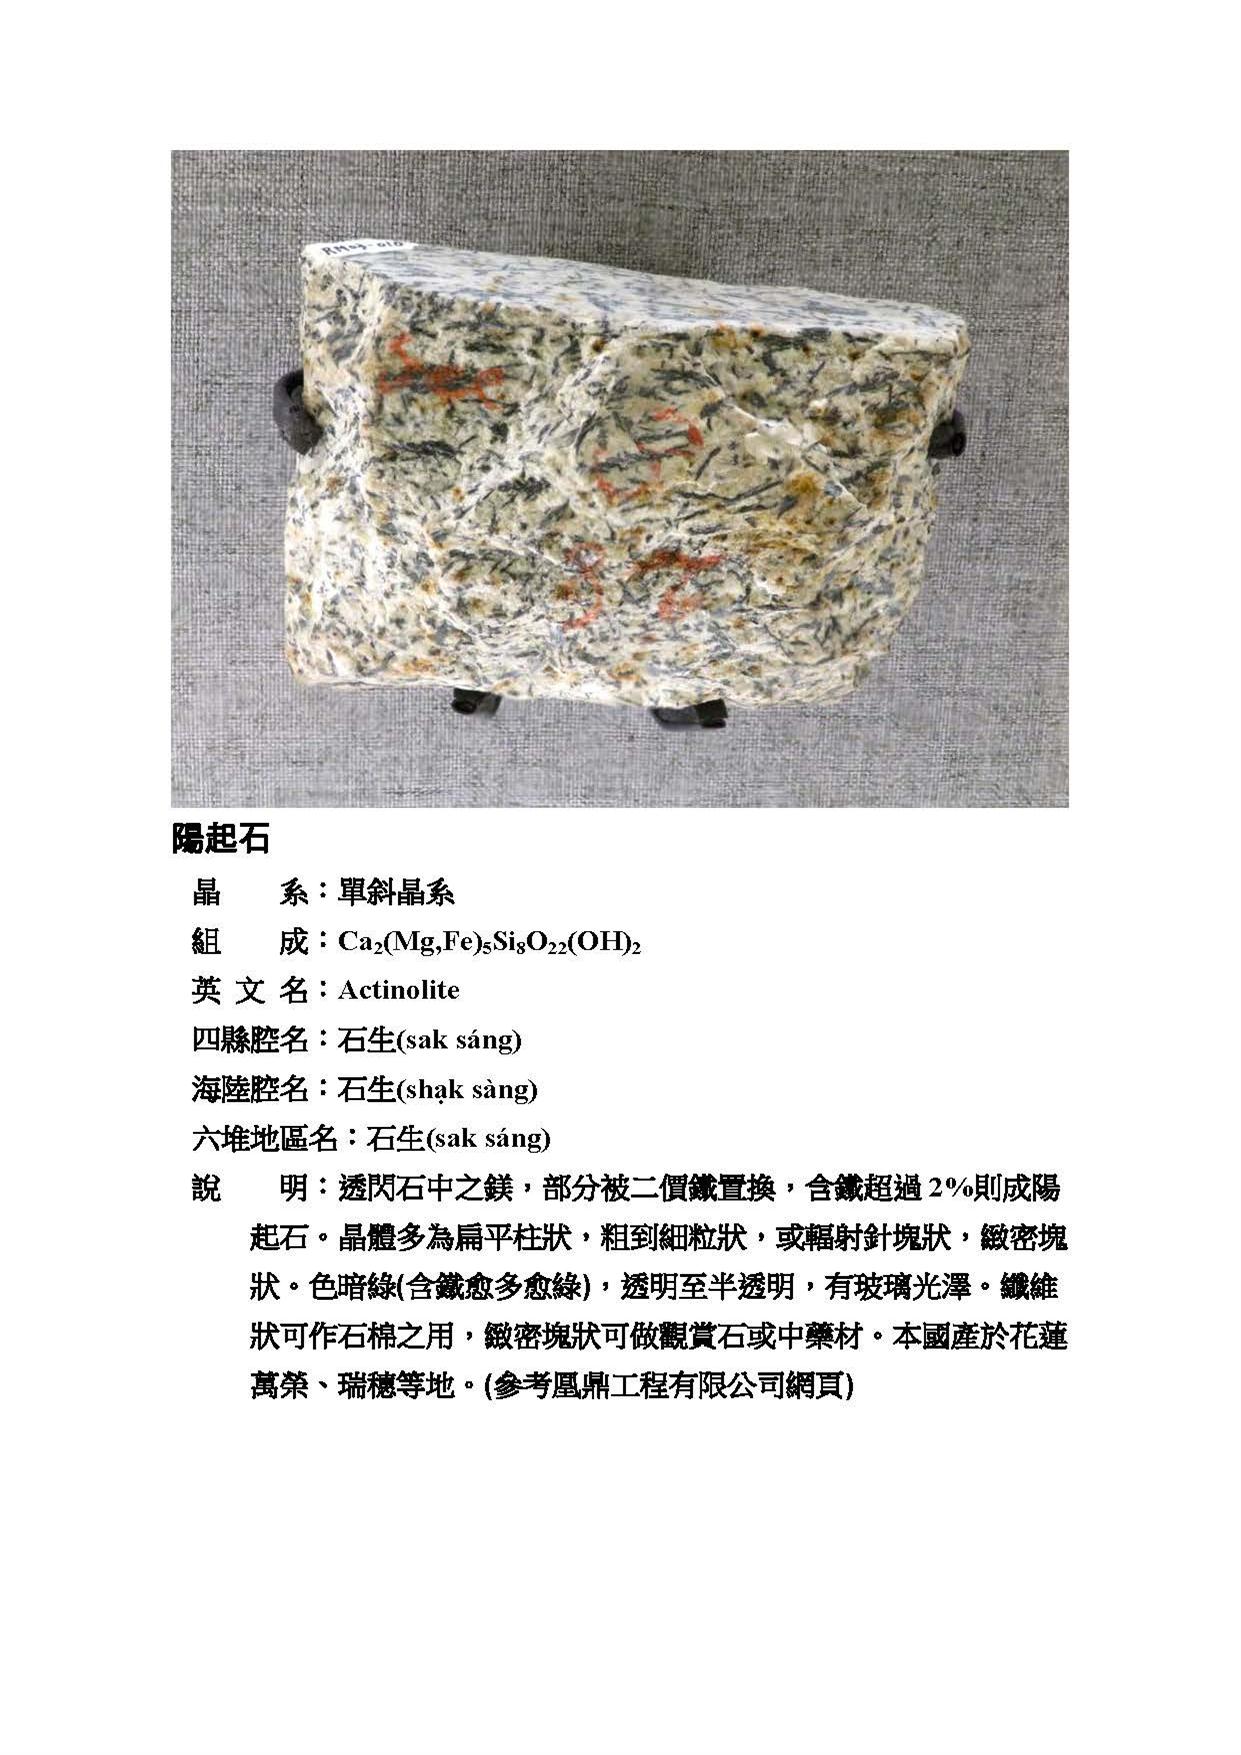 RM03-010
陽起石
晶　　系：單斜晶系
組　　成：Ca₂(Mg,Fe)₅Si₈O₂₂(OH)₂
英 文 名：Actinolite
四縣腔名：石生(sak sáng)
海陸腔名：石生(shạk sàng)
六堆地區名：石生(sak sáng)
說　　明：透閃石中之鎂，部分被二價鐵置換，含鐵超過 2%則成陽
起石。晶體多為扁平柱狀，粗到細粒狀，或輻射針塊狀，緻密塊
狀。色暗綠(含鐵愈多愈綠)，透明至半透明，有玻璃光澤。纖維
狀可作石棉之用，緻密塊狀可做觀賞石或中藥材。本國產於花蓮
萬榮、瑞穗等地。(參考凰鼎工程有限公司網頁)